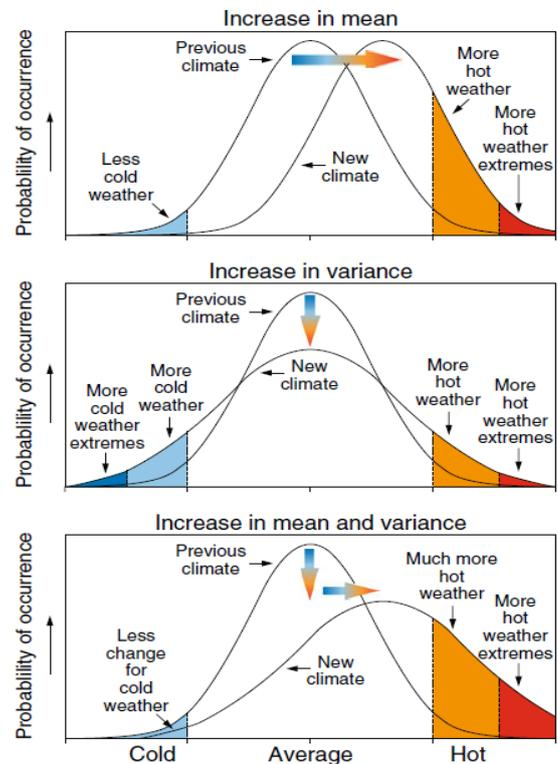 Increase in mean
Probablility of occurrence
Previous
climate
Less
cold
weather
New
climate
More
hot
weather
More
hot
weather
extremes
Increase in variance
Probablility of occurrence
Previous
climate
More
cold
weather
extremes
More
cold
weather
New
climate
More
hot
weather
More
hot
weather
extremes
Increase in mean and variance
Probablility of occurrence
Previous
climate
Less
change
for
cold
weather
New
climate
Much more
hot
weather
More
hot
weather
extremes
Cold
Average
Hot